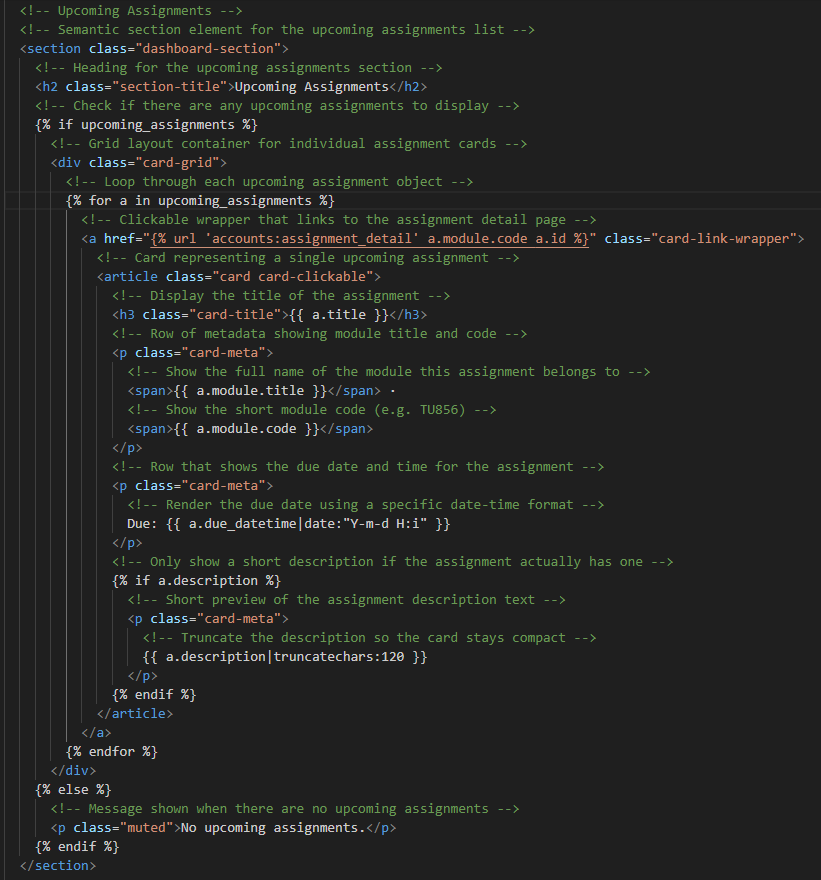 <!-- Upcoming Assignments -->
<!-- Semantic section element for the upcoming assignments list -->
<section class="dashboard-section">
<!-- Heading for the upcoming assignments section -->
<h2 class="section-title">Upcoming Assignments</h2>
<!-- Check if there are any upcoming assignments to display -->
{% if upcoming_assignments %}
<!-- Grid layout container for individual assignment cards -->
<div class="card-grid">
<!-- Loop through each upcoming assignment object -->
{% for a in upcoming_assignments %}
<!-- Clickable wrapper that links to the assignment detail page -->
<a href="{% url 'accounts:assignment_detail' a.module.code a.id %}" class="card-link-wrapper">
<!-- Card representing a single upcoming assignment -->
<article class="card card-clickable">
<!-- Display the title of the assignment -->
<h3 class="card-title">{{ a.title }}</h3>
<!-- Row of metadata showing module title and code -->
<p class="card-meta">
<!-- Show the full name of the module this assignment belongs to -->
<span>{{ a.module.title }}</span> ·
<!-- Show the short module code (e.g. TU856) -->
<span>{{ a.module.code }}</span>
</p>
<!-- Row that shows the due date and time for the assignment -->
<p class="card-meta">
<!-- Render the due date using a specific date-time format -->
Due: {{ a.due_datetime|date:"Y-m-d H:i" }}
</p>
<!-- Only show a short description if the assignment actually has one -->
{% if a.description %}
<!-- Short preview of the assignment description text -->
<p class="card-meta">
<!-- Truncate the description so the card stays compact -->
{{ a.description|truncatechars:120 }}
</p>
{% endif %}
</article>
</a>
{% endfor %}
</div>
{% else %}
<!-- Message shown when there are no upcoming assignments -->
<p class="muted">No upcoming assignments.</p>
{% endif %}
</section>